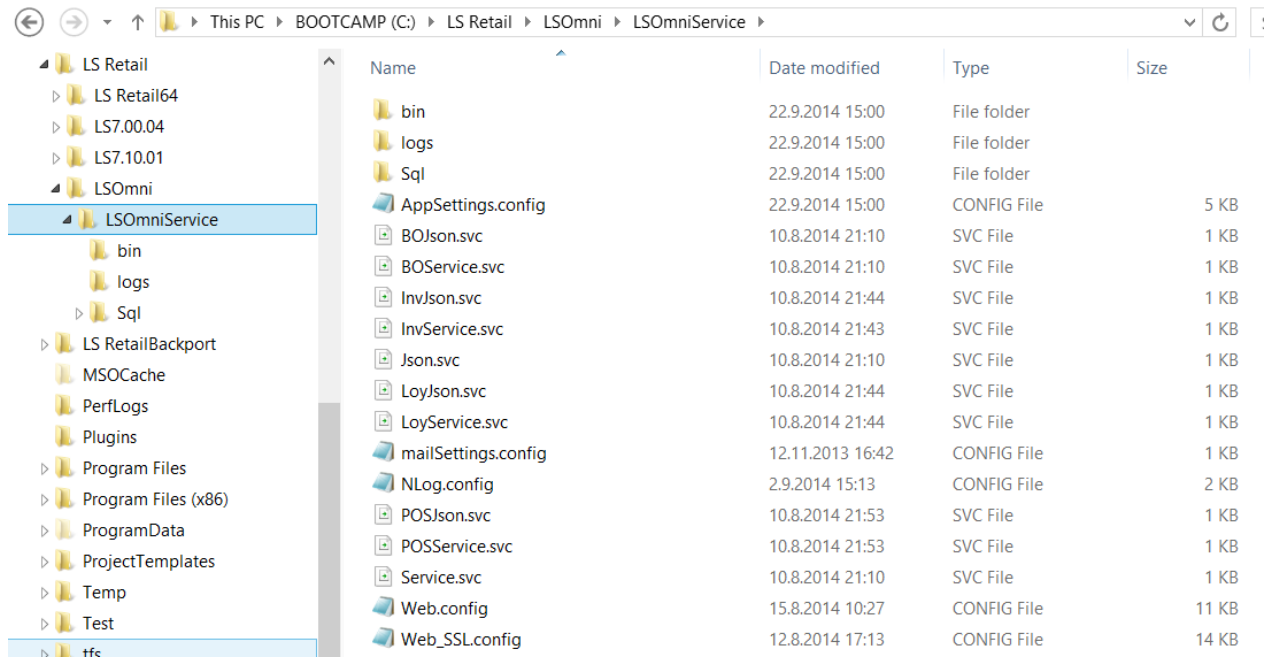 This PC BOOTCAMP (C:) LS Retail LSOmni LSOmniService
LS Retail
LS Retail64
LS7.00.04
LS7.10.01
LSOmni
LSOmniService
bin
logs
Sql
LS RetailBackport
MSOCache
PerfLogs
Plugins
Program Files
Program Files (x86)
ProgramData
ProjectTemplates
Temp
Test
tfs
Name Date modified Type Size
bin 22.9.2014 15:00 File folder
logs 22.9.2014 15:00 File folder
Sql 22.9.2014 15:00 File folder
AppSettings.config 22.9.2014 15:00 CONFIG File 5 KB
BOJson.svc 10.8.2014 21:10 SVC File 1 KB
BOService.svc 10.8.2014 21:10 SVC File 1 KB
InvJson.svc 10.8.2014 21:44 SVC File 1 KB
InvService.svc 10.8.2014 21:43 SVC File 1 KB
Json.svc 10.8.2014 21:10 SVC File 1 KB
LoyJson.svc 10.8.2014 21:44 SVC File 1 KB
LoyService.svc 10.8.2014 21:44 SVC File 1 KB
mailSettings.config 12.11.2013 16:42 CONFIG File 1 KB
NLog.config 2.9.2014 15:13 CONFIG File 2 KB
POSJson.svc 10.8.2014 21:53 SVC File 1 KB
POSService.svc 10.8.2014 21:53 SVC File 1 KB
Service.svc 10.8.2014 21:10 SVC File 1 KB
Web.config 15.8.2014 10:27 CONFIG File 11 KB
Web_SSL.config 12.8.2014 17:13 CONFIG File 14 KB